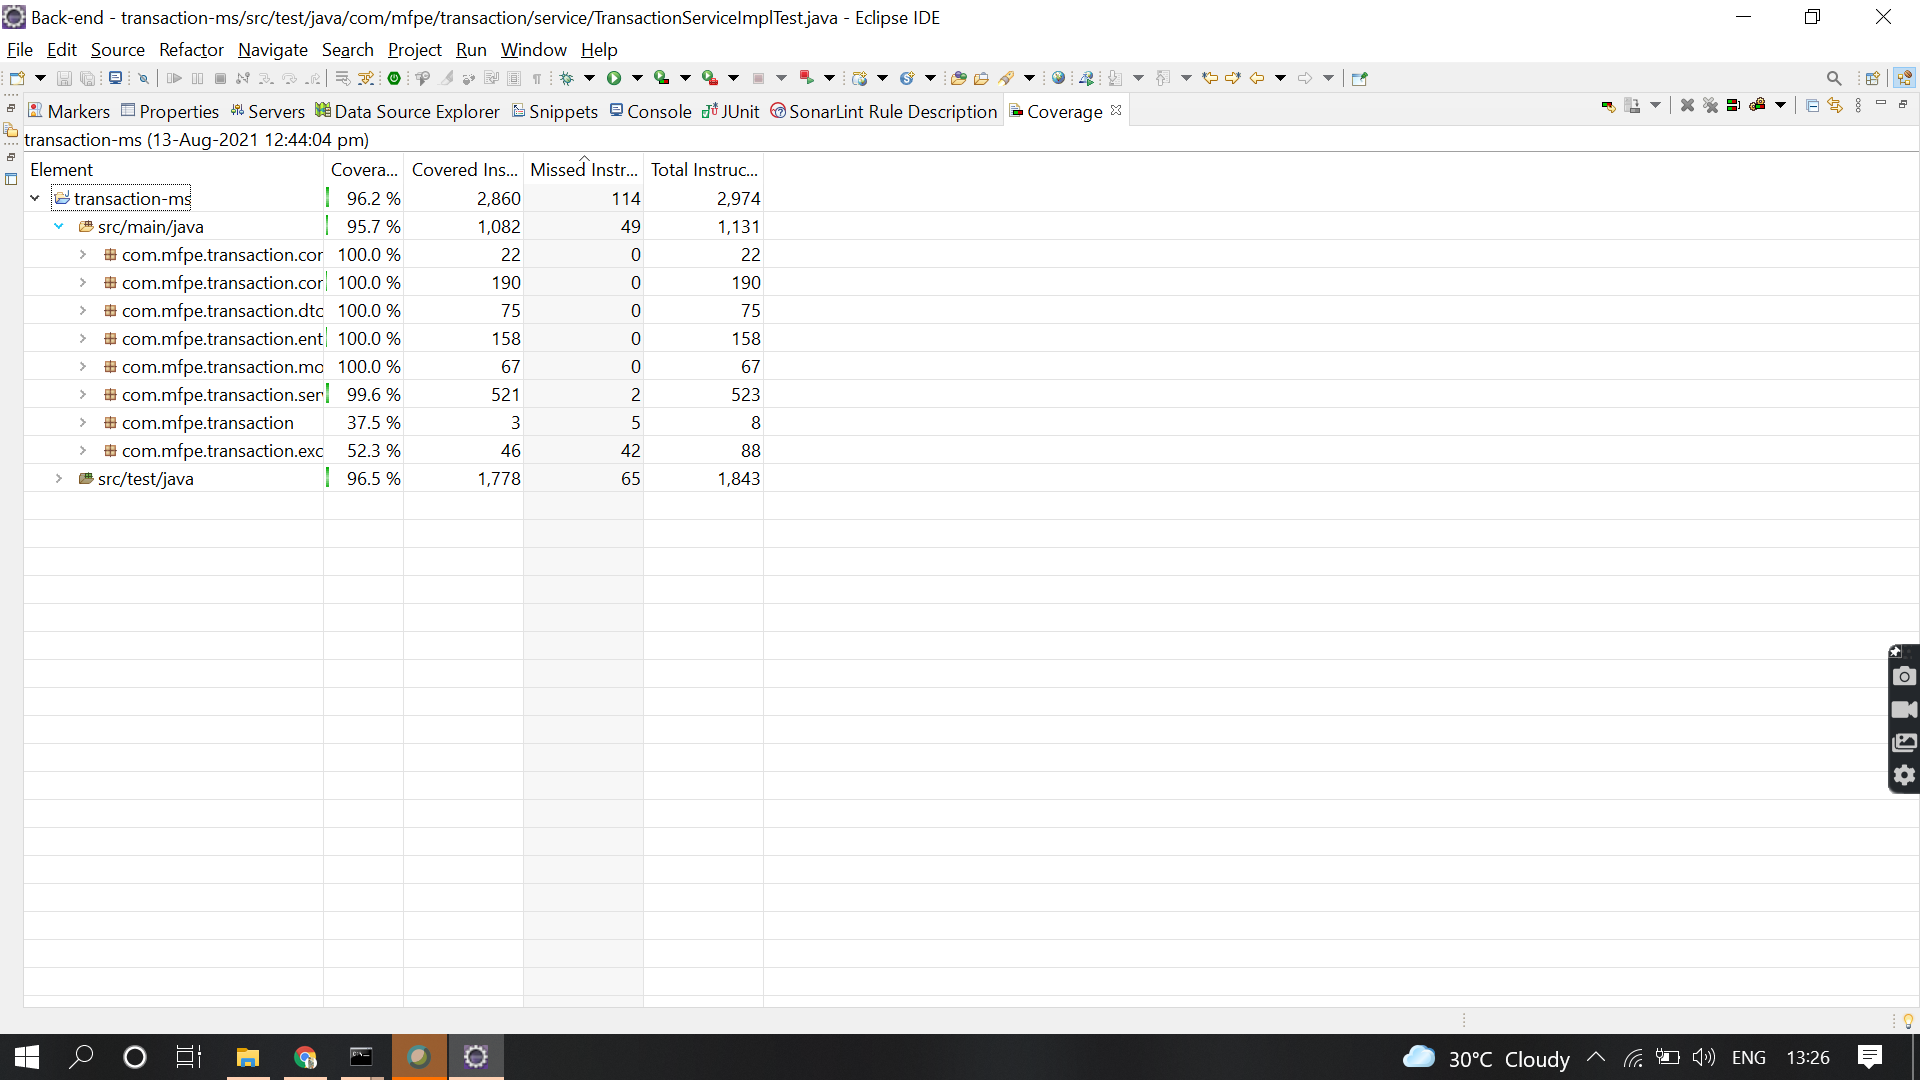 Back-end - transaction-ms/src/test/java/com/mfpe/transaction/service/TransactionServiceImplTest.java - Eclipse IDE
File Edit Source Refactor Navigate Search Project Run Window Help
Markers Properties Servers Data Source Explorer Snippets Console JUnit SonarLint Rule Description Coverage
transaction-ms (13-Aug-2021 12:44:04 pm)
Element Covera... Covered Ins... Missed Instr... Total Instruc...
transaction-ms 96.2 % 2,860 114 2,974
src/main/java 95.7 % 1,082 49 1,131
com.mfpe.transaction.cor 100.0 % 22 0 22
com.mfpe.transaction.cor 100.0 % 190 0 190
com.mfpe.transaction.dtc 100.0 % 75 0 75
com.mfpe.transaction.ent 100.0 % 158 0 158
com.mfpe.transaction.mo 100.0 % 67 0 67
com.mfpe.transaction.ser 99.6 % 521 2 523
com.mfpe.transaction 37.5 % 3 5 8
com.mfpe.transaction.exc 52.3 % 46 42 88
src/test/java 96.5 % 1,778 65 1,843
30°C Cloudy ENG 13:26